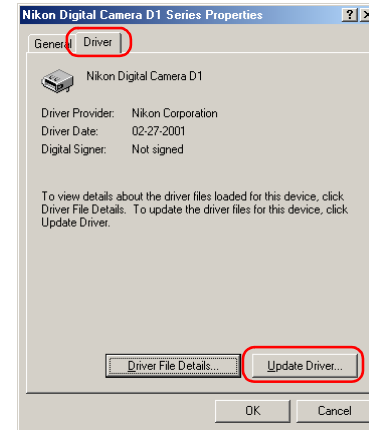 Nikon Digital Camera D1 Series Properties
General Driver
Nikon Digital Camera D1
Driver Provider: Nikon Corporation
Driver Date: 02-27-2001
Digital Signer: Not signed
To view details about the driver files loaded for this device, click
Driver File Details. To update the driver files for this device, click
Update Driver.
Driver File Details... Update Driver...
OK Cancel